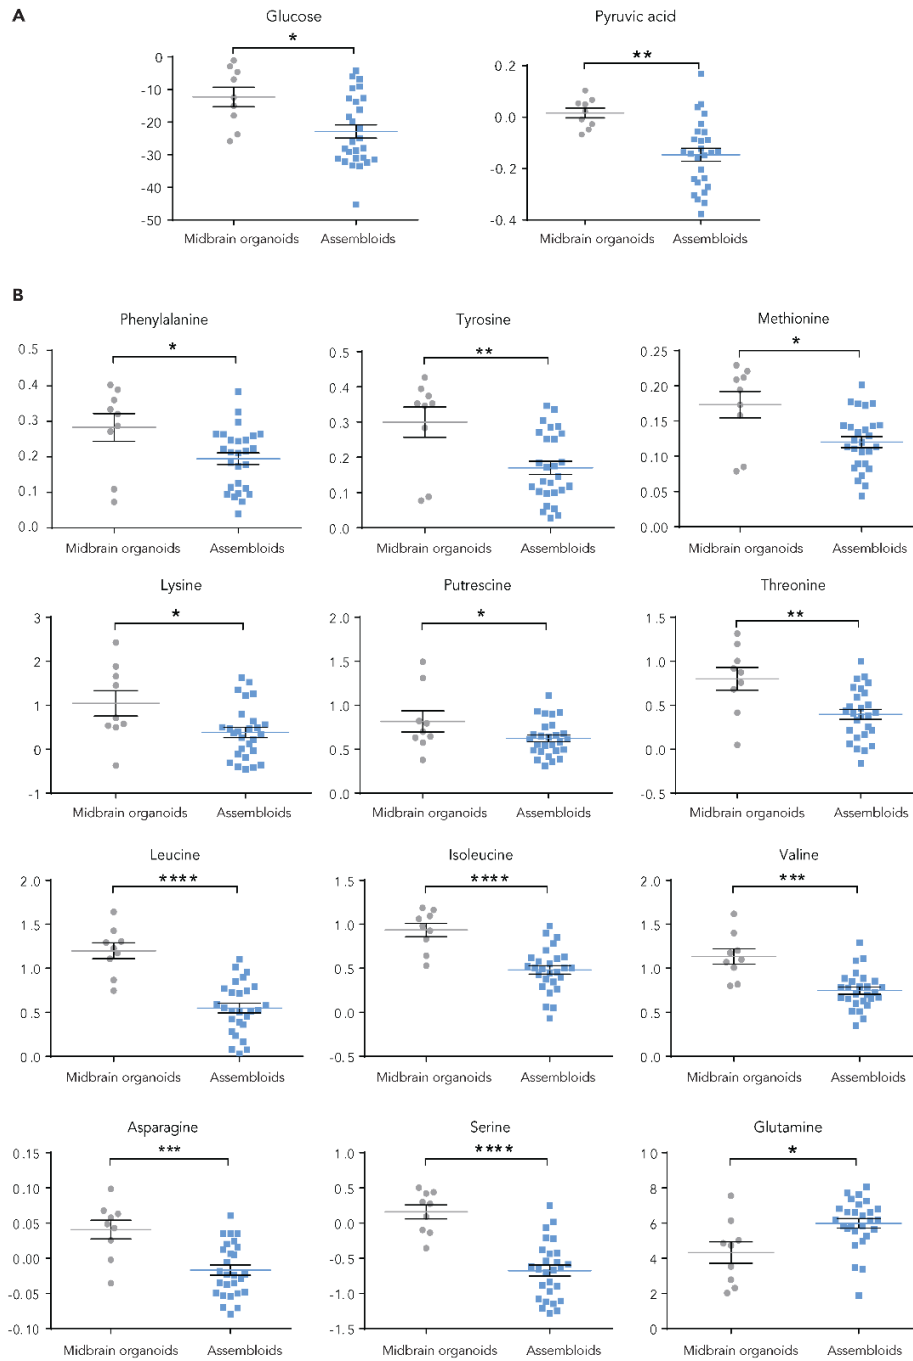 A
Glucose
Pyruvic acid
*
**
0
-10
-20
-30
-40
-50
0.2
0.0
-0.2
-0.4
Midbrain organoids
Assembloids
Midbrain organoids
Assembloids
B
Phenylalanine
Tyrosine
Methionine
*
**
*
0.5
0.4
0.3
0.2
0.1
0.0
0.5
0.4
0.3
0.2
0.1
0.0
0.25
0.20
0.15
0.10
0.05
0.00
Midbrain organoids
Assembloids
Midbrain organoids
Assembloids
Midbrain organoids
Assembloids
Lysine
Putrescine
Threonine
*
*
**
3
2
1
0
-1
2.0
1.5
1.0
0.5
0.0
1.5
1.0
0.5
0.0
-0.5
Midbrain organoids
Assembloids
Midbrain organoids
Assembloids
Midbrain organoids
Assembloids
Leucine
Isoleucine
Valine
****
****
***
2.0
1.5
1.0
0.5
0.0
1.5
1.0
0.5
0.0
-0.5
2.0
1.5
1.0
0.5
0.0
Midbrain organoids
Assembloids
Midbrain organoids
Assembloids
Midbrain organoids
Assembloids
Asparagine
Serine
Glutamine
***
****
*
0.15
0.10
0.05
0.00
-0.05
-0.10
1.0
0.5
0.0
-0.5
-1.0
-1.5
10
8
6
4
2
0
Midbrain organoids
Assembloids
Midbrain organoids
Assembloids
Midbrain organoids
Assembloids